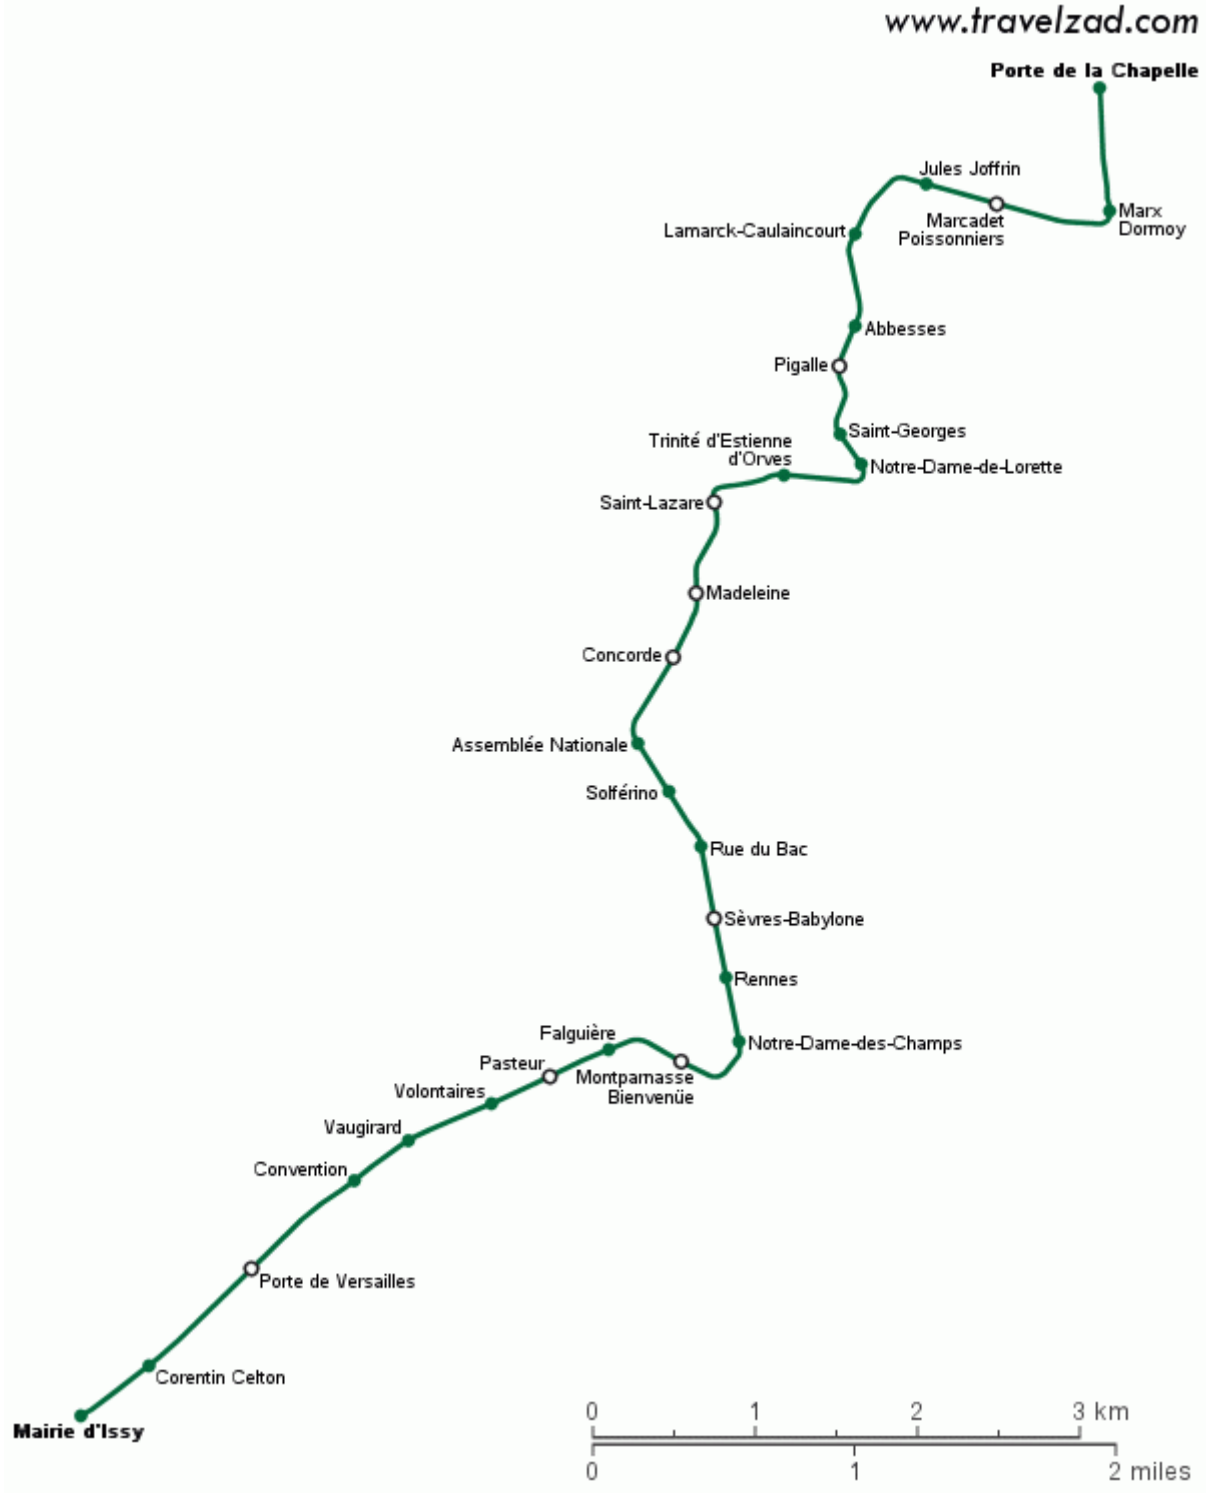 www.travelzad.com
Porte de la Chapelle
Jules Joffrin
Marcadet
Poissonniers
Marx
Dormoy
Lamarck-Caulaincourt
Abbesses
Pigalle
Saint-Georges
Trinité d'Estienne
d'Orves
Notre-Dame-de-Lorette
Saint-Lazare
Madeleine
Concorde
Assemblée Nationale
Solférino
Rue du Bac
Sèvres-Babylone
Rennes
Notre-Dame-des-Champs
Falguière
Pasteur
Montparnasse
Bienvenüe
Volontaires
Vaugirard
Convention
Porte de Versailles
Corentin Celton
Mairie d'Issy
0 1 2 3 km
0 1 2 miles